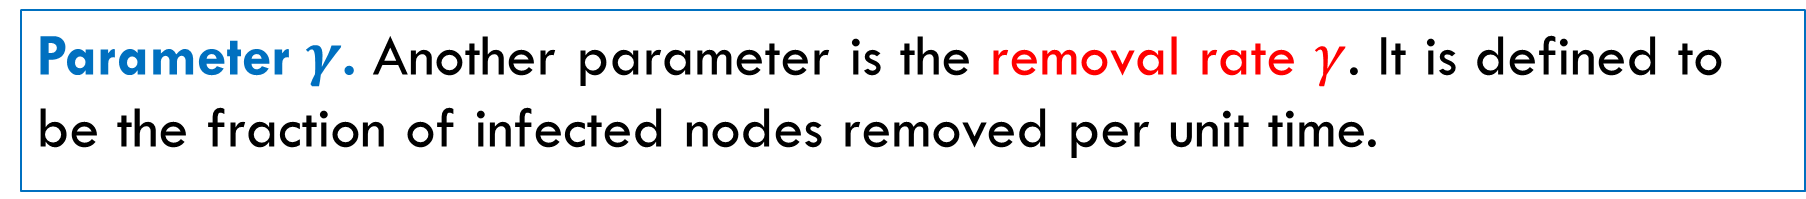 Parameter γ. Another parameter is the removal rate γ. It is defined to
be the fraction of infected nodes removed per unit time.